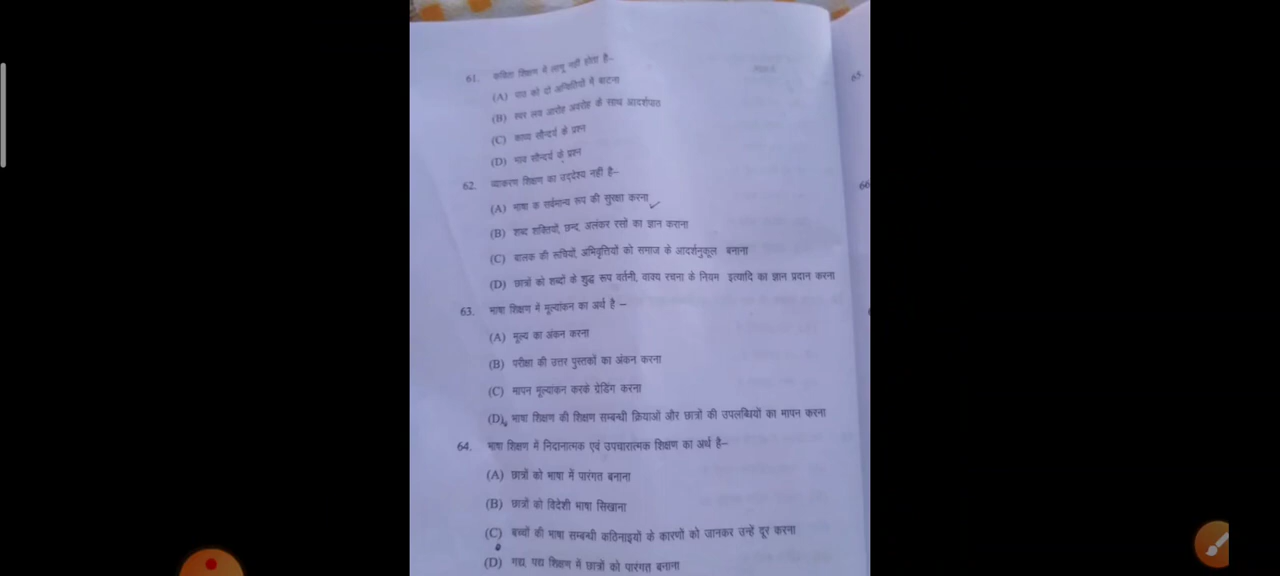 61. कविता शिक्षण में लागू नहीं होता है–
(A) पाठ को दो अन्वितियों में बाटना
(B) स्वर लय आरोह अवरोह के साथ आदर्शपाठ
(C) काव्य सौन्दर्य के प्रश्न
(D) भाव सौन्दर्य के प्रश्न
62. व्याकरण शिक्षण का उद्देश्य नहीं है–
(A) भाषा क सर्वमान्य रूप की सुरक्षा करना
(B) शब्द शक्तियों, छन्द, अलंकर रसों का ज्ञान कराना
(C) बालक की रूचियों, अभिवृत्तियों को समाज के आदर्शनुकूल बनाना
(D) छात्रों को शब्दों के शुद्ध रूप वर्तनी, वाक्य रचना के नियम इत्यादि का ज्ञान प्रदान करना
63. भाषा शिक्षण में मूल्यांकन का अर्थ है –
(A) मूल्य का अंकन करना
(B) परीक्षा की उत्तर पुस्तकों का अंकन करना
(C) मापन मूल्यांकन करके ग्रेडिंग करना
(D) भाषा शिक्षण की शिक्षण सम्बन्धी क्रियाओं और छात्रों की उपलब्धियों का मापन करना
64. भाषा शिक्षण में निदानात्मक एवं उपचारात्मक शिक्षण का अर्थ है–
(A) छात्रों को भाषा में पारंगत बनाना
(B) छात्रों को विदेशी भाषा सिखाना
(C) बच्चों की भाषा सम्बन्धी कठिनाइयों के कारणों को जानकर उन्हें दूर करना
(D) गद्य, पद्य शिक्षण में छात्रों को पारंगत बनाना
65.
66